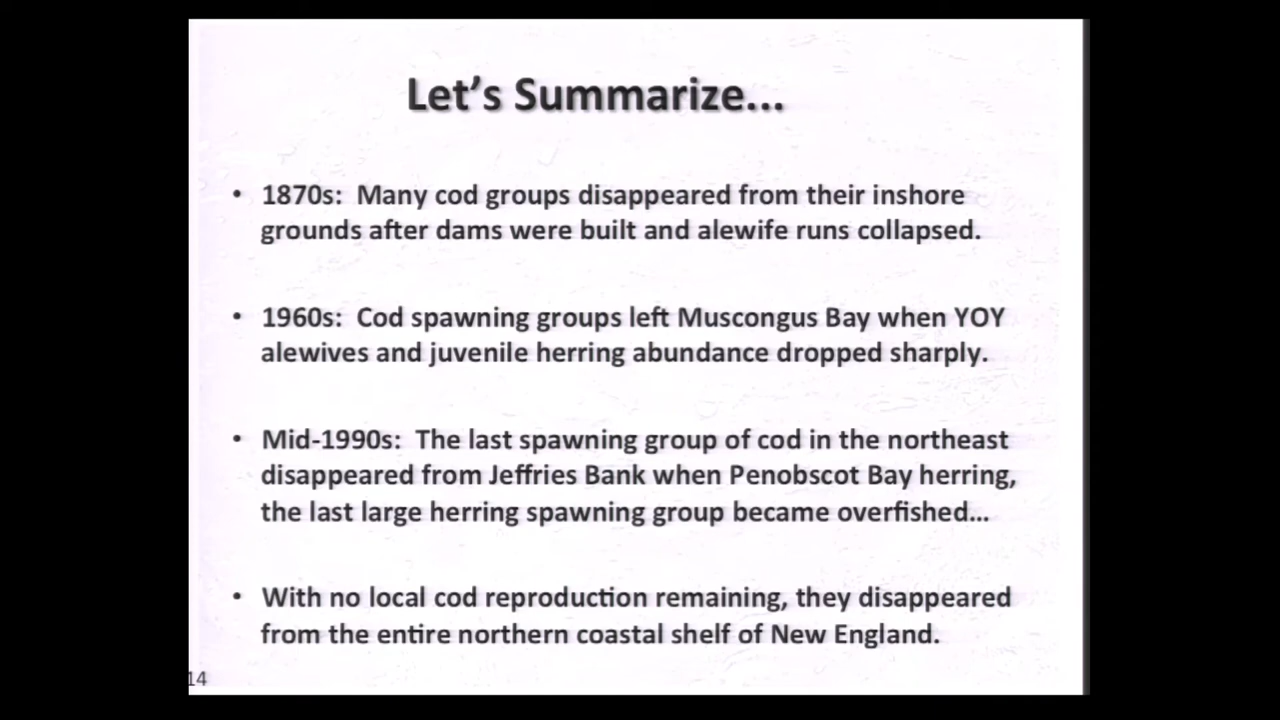 Let's Summarize...
• 1870s: Many cod groups disappeared from their inshore
grounds after dams were built and alewife runs collapsed.
• 1960s: Cod spawning groups left Muscongus Bay when YOY
alewives and juvenile herring abundance dropped sharply.
• Mid-1990s: The last spawning group of cod in the northeast
disappeared from Jeffries Bank when Penobscot Bay herring,
the last large herring spawning group became overfished...
• With no local cod reproduction remaining, they disappeared
from the entire northern coastal shelf of New England.
14